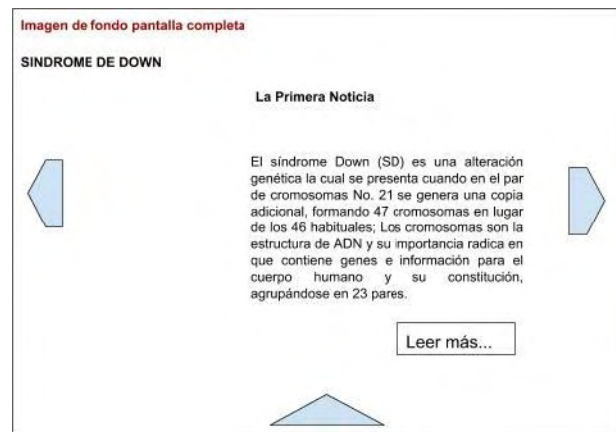 Imagen de fondo pantalla completa
SINDROME DE DOWN
La Primera Noticia
El síndrome Down (SD) es una alteración
genética la cual se presenta cuando en el par
de cromosomas No. 21 se genera una copia
adicional, formando 47 cromosomas en lugar
de los 46 habituales; Los cromosomas son la
estructura de ADN y su importancia radica en
que contiene genes e información para el
cuerpo humano y su constitución,
agrupándose en 23 pares.
Leer más...